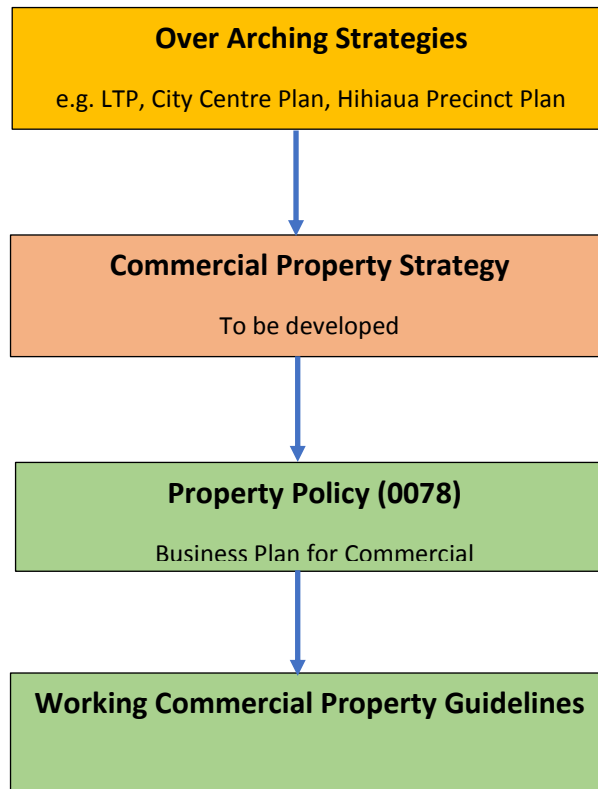 Over Arching Strategies
e.g. LTP, City Centre Plan, Hihiaua Precinct Plan
Commercial Property Strategy
To be developed
Property Policy (0078)
Business Plan for Commercial
Working Commercial Property Guidelines